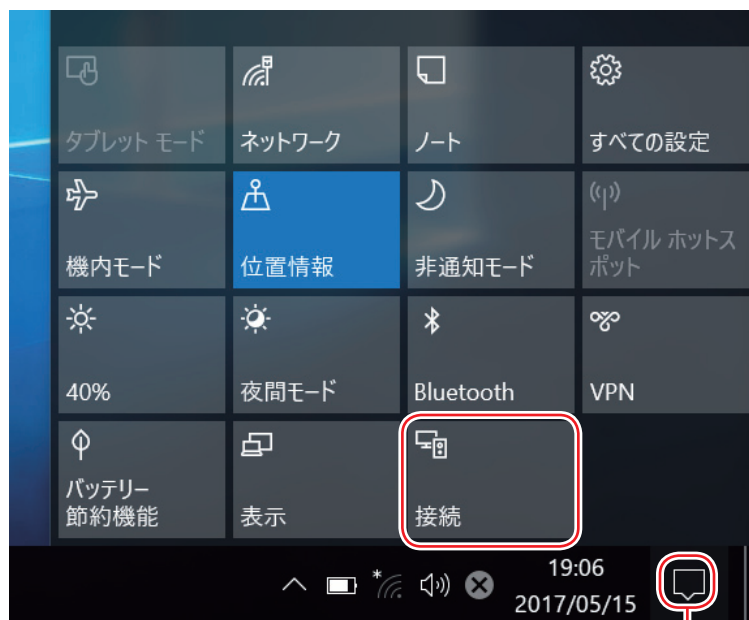 タブレット モード
ネットワーク
ノート
すべての設定
機内モード
位置情報
非通知モード
モバイル ホットス
ポット
40%
夜間モード
Bluetooth
VPN
バッテリー
節約機能
表示
接続
19:06
2017/05/15